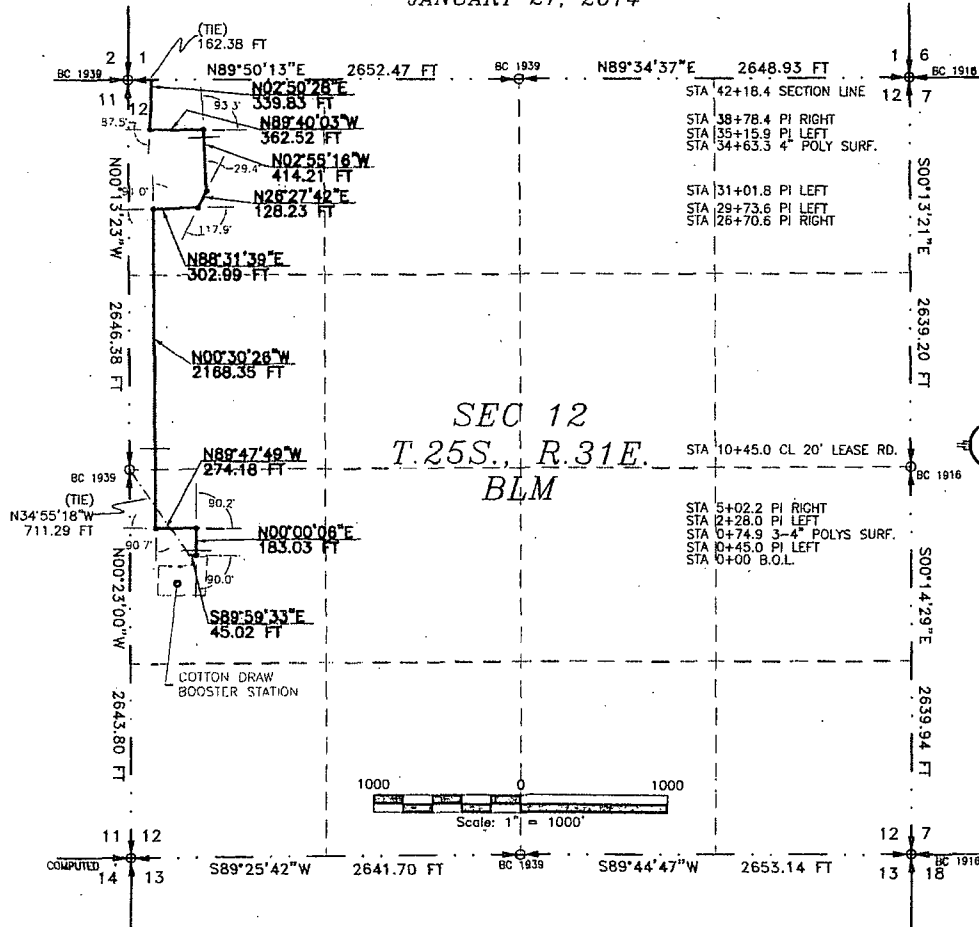 JANUARY 27, 2014
(TIE)
162.38 FT
2 1
1 6
BC 1939
N89°50'13"E 2652.47 FT
BC 1939
N89°34'37"E 2648.93 FT
BC 1916
11 12
12 7
N02°50'28"E
339.83 FT
93.3'
87.5'
N89°40'03"W
362.52 FT
N02°55'16"W
414.21 FT
29.4'
N26°27'42"E
128.23 FT
117.9'
N88°31'39"E
302.99 FT
N00°13'23"W
2646.38 FT
N00°30'26"W
2168.35 FT
STA 42+18.4 SECTION LINE
STA 38+78.4 PI RIGHT
STA 35+15.9 PI LEFT
STA 34+63.3 4" POLY SURF.
STA 31+01.8 PI LEFT
STA 29+73.6 PI LEFT
STA 26+70.6 PI RIGHT
S00°13'21"E
2639.20 FT
SEC 12
T.25S., R.31E.
BLM
STA 10+45.0 CL 20' LEASE RD.
BC 1916
BC 1939
(TIE)
N34°55'18"W
711.29 FT
N89°47'49"W
274.18 FT
90.2'
90.7'
N00°00'08"E
183.03 FT
90.0'
S89°59'33"E
45.02 FT
STA 5+02.2 PI RIGHT
STA 2+28.0 PI LEFT
STA 0+74.9 3-4" POLYS SURF.
STA 0+45.0 PI LEFT
STA 0+00 B.O.L.
N00°23'00"W
2643.80 FT
S00°14'29"E
2639.94 FT
COTTON DRAW
BOOSTER STATION
1000 0 1000
Scale: 1" = 1000'
11 12
12 7
COMPUTED
S89°25'42"W 2641.70 FT
BC 1939
S89°44'47"W 2653.14 FT
BC 1916
14 13
13 18